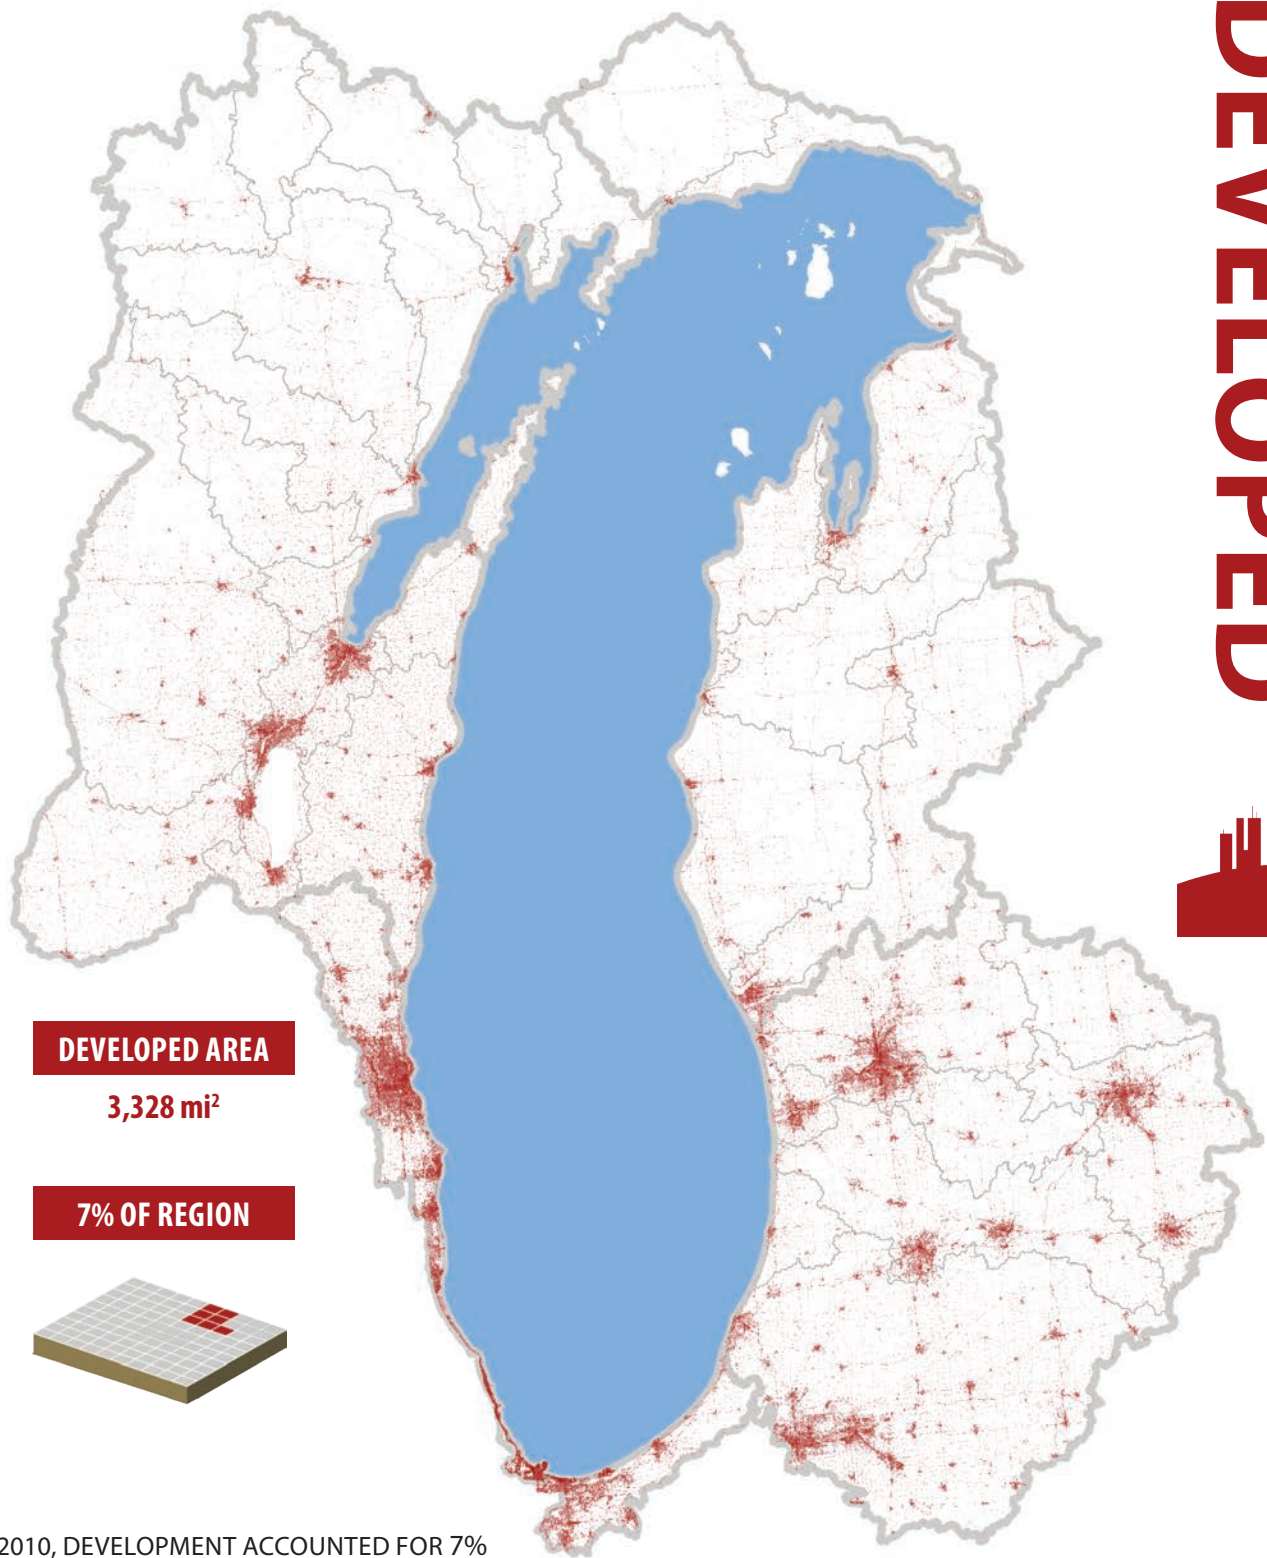 DEVELOPED
DEVELOPED AREA
3,328 mi²
7% OF REGION
2010, DEVELOPMENT ACCOUNTED FOR 7%